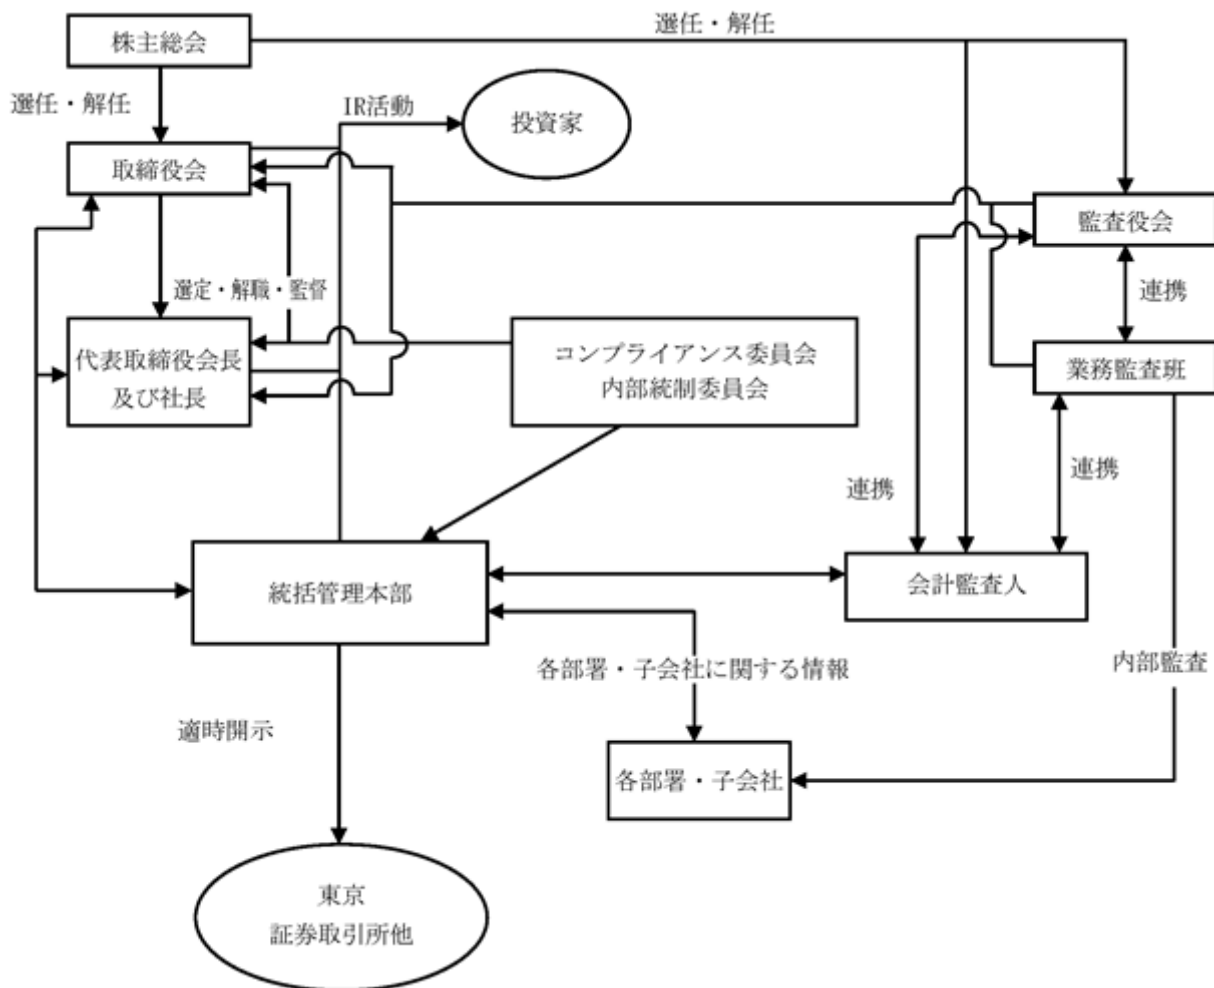 選任・解任
株主総会
選任・解任
IR活動
投資家
取締役会
監査役会
選定・解職・監督
連携
代表取締役会長
及び社長
コンプライアンス委員会
内部統制委員会
業務監査班
連携
連携
統括管理本部
会計監査人
各部署・子会社に関する情報
内部監査
適時開示
各部署・子会社
東京
証券取引所他